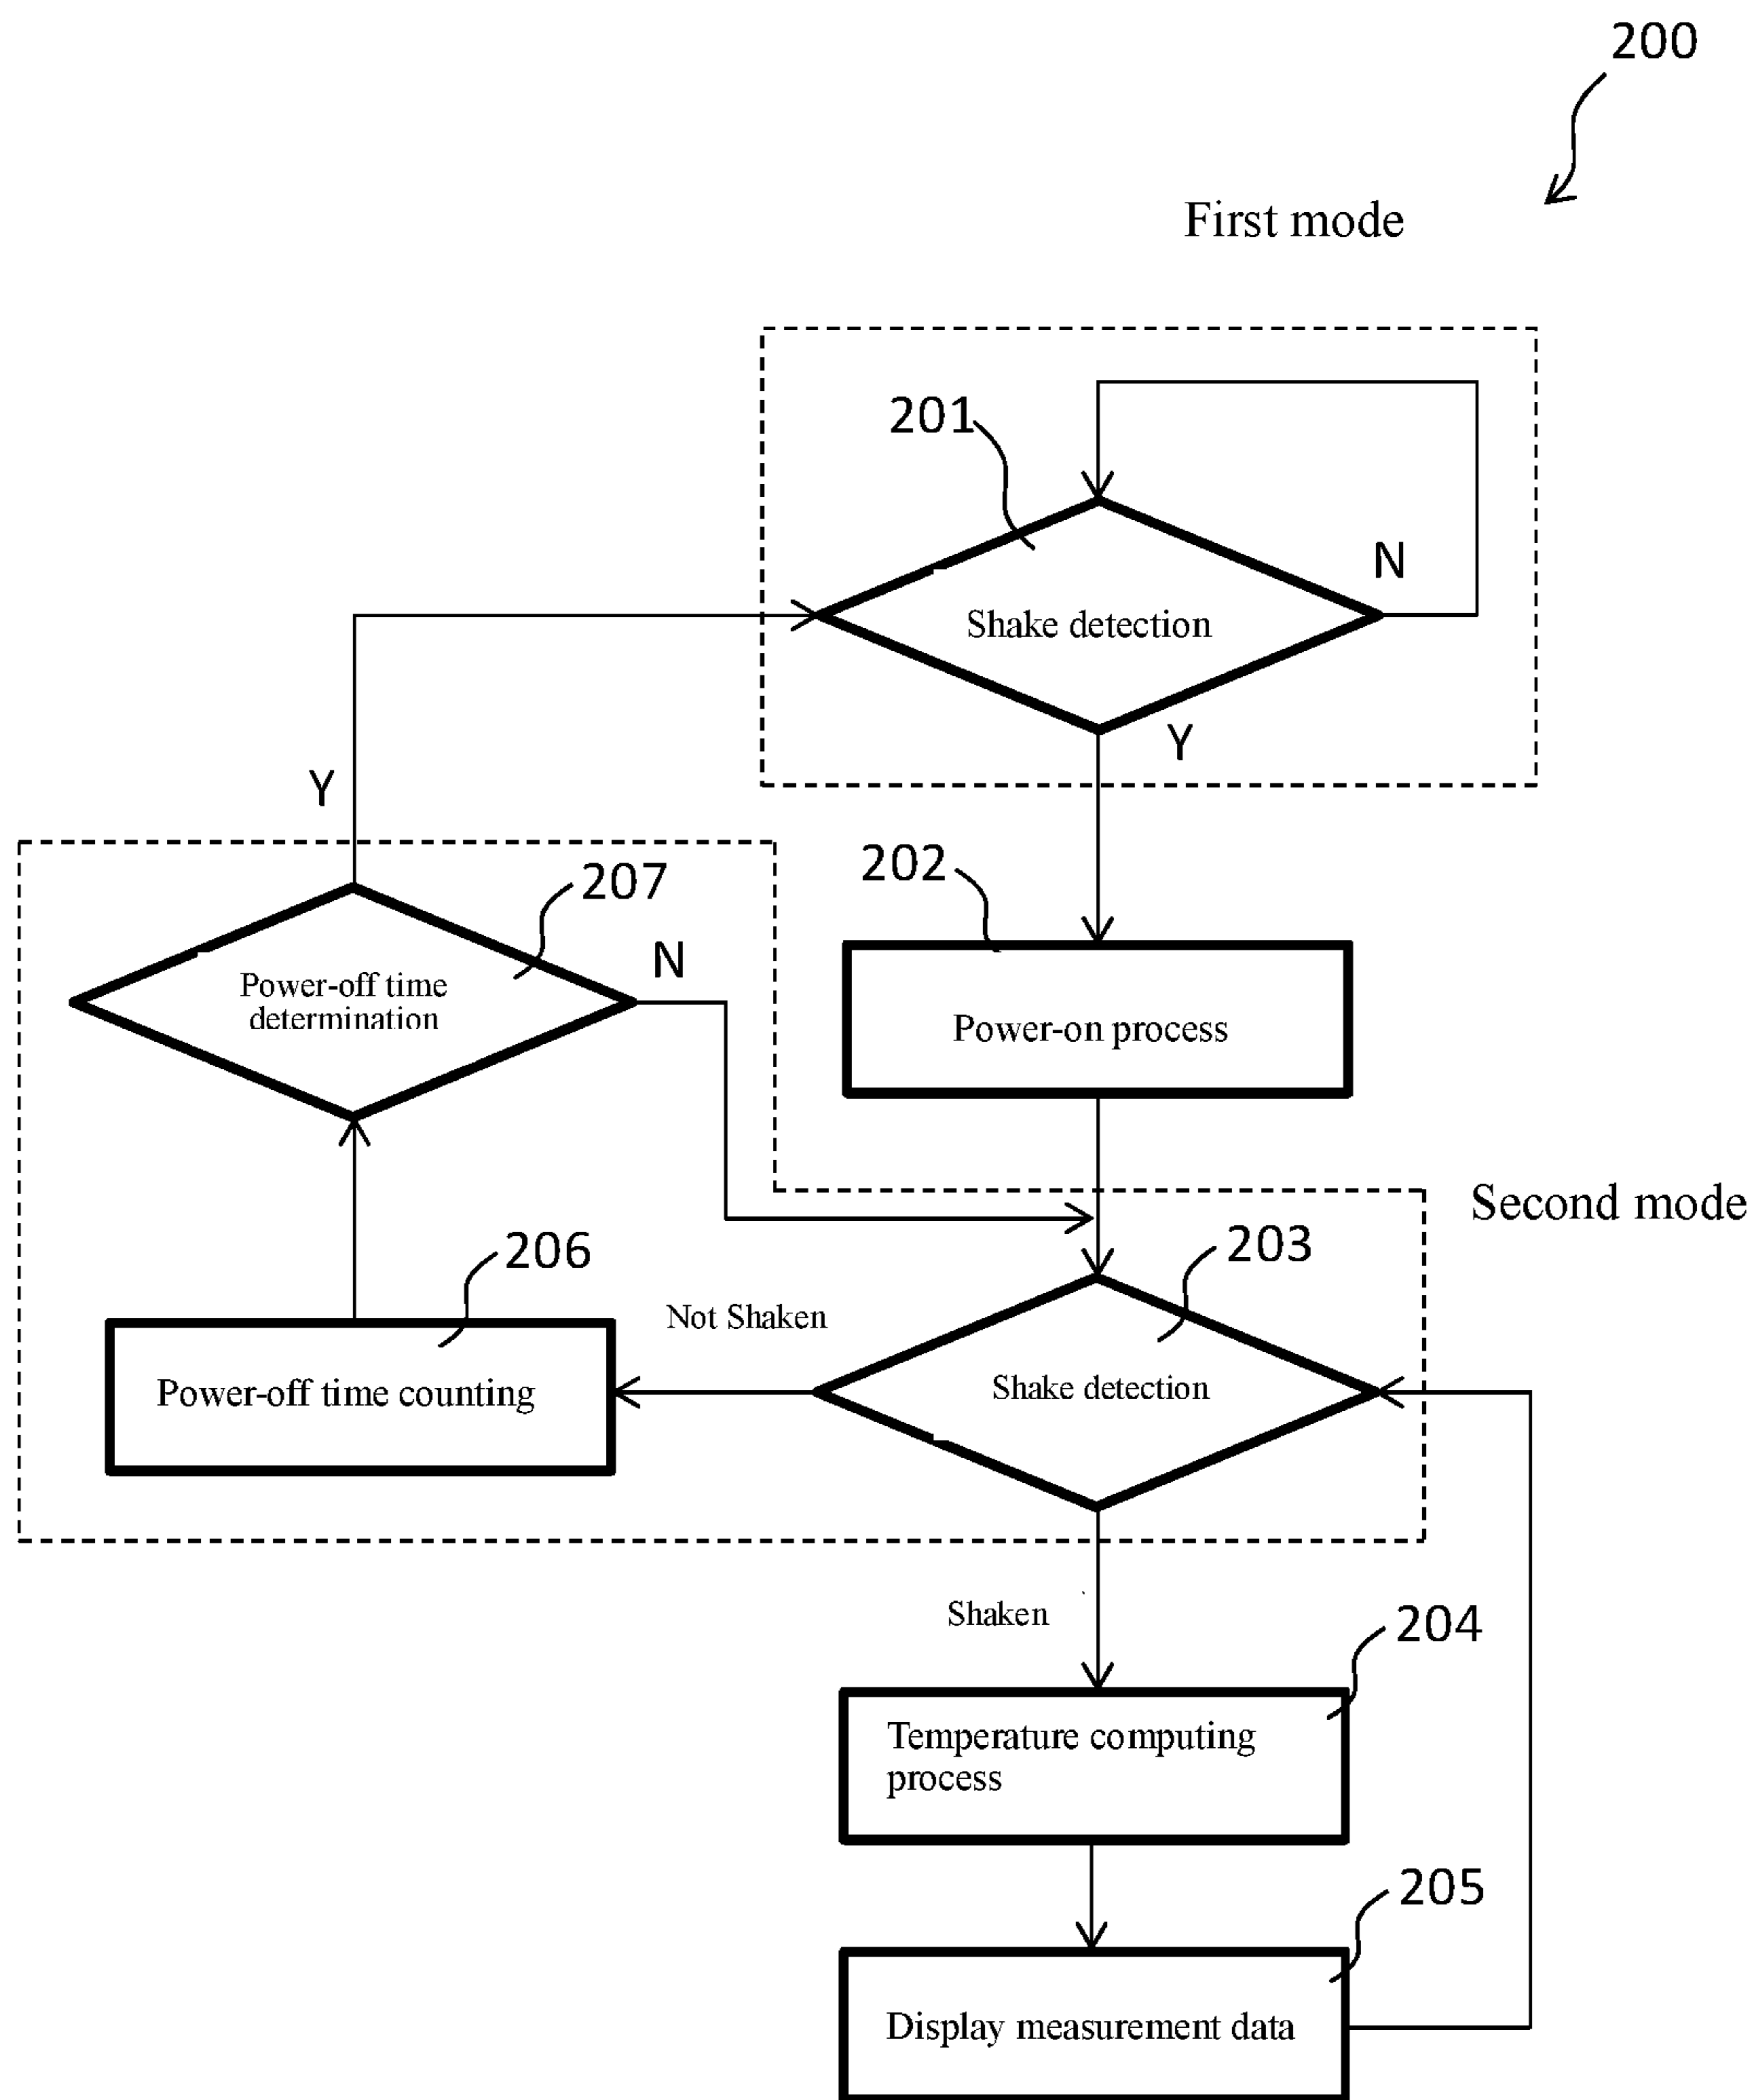 200
First mode
201
N
Shake detection
Y
Y
202
207
N
Power-off time
determination
Power-on process
Second mode
203
206
Not Shaken
Shake detection
Power-off time counting
Shaken
204
Temperature computing
process
205
Display measurement data